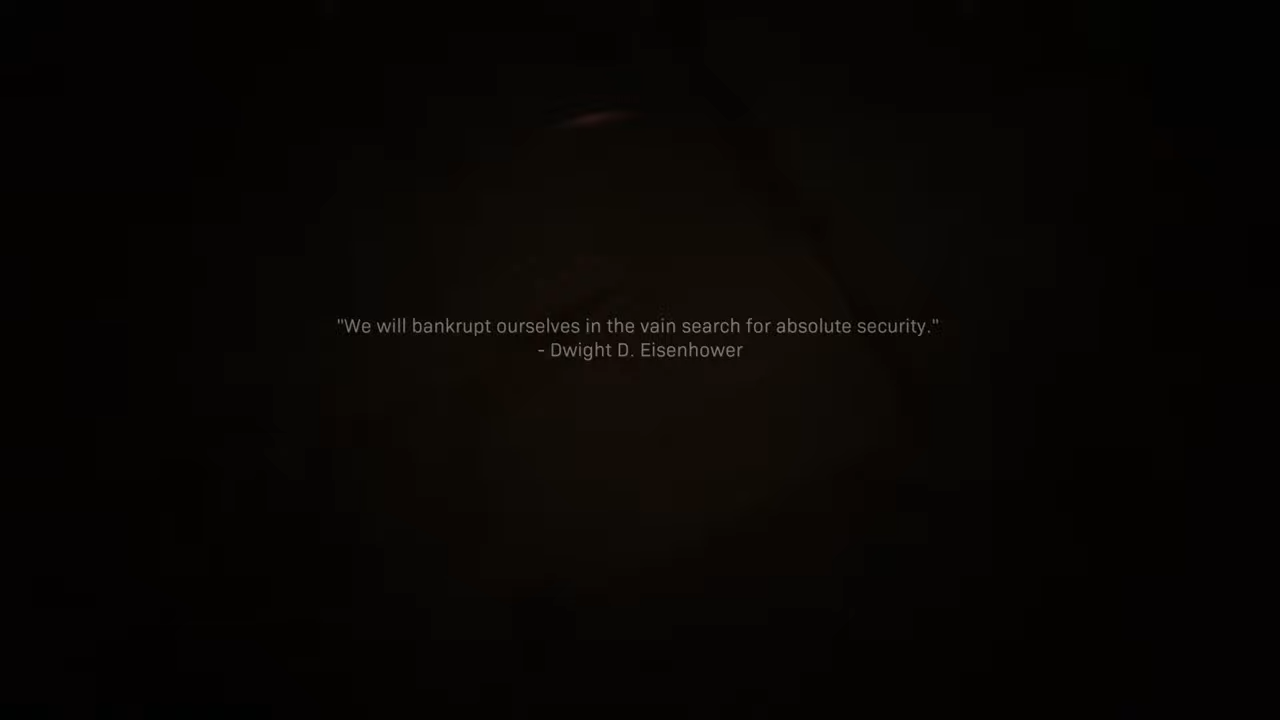 "We will bankrupt ourselves in the vain search for absolute security."
- Dwight D. Eisenhower